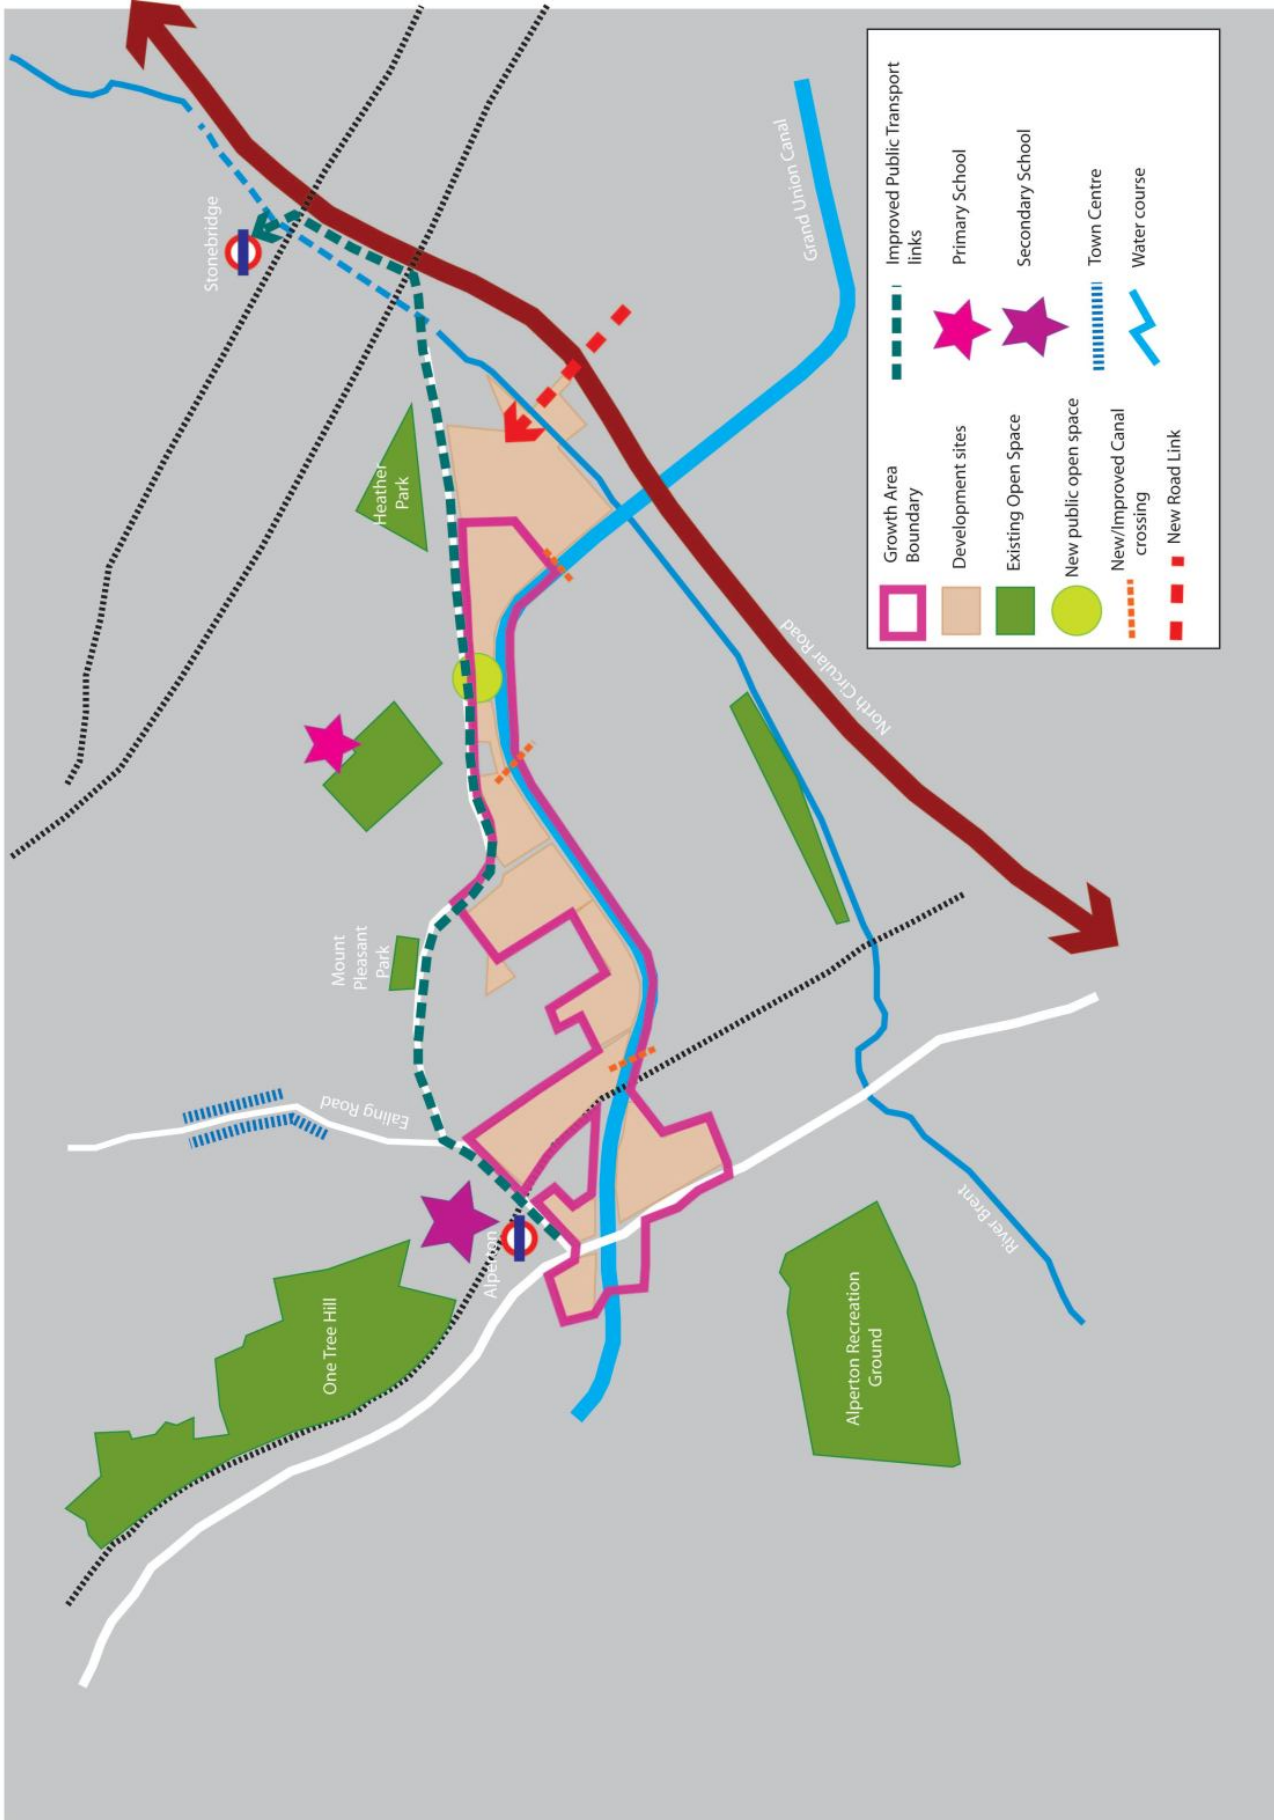 Stonebridge
Grand Union Canal
Heather
Park
North Circular Road
Mount
Pleasant
Park
Ealing Road
Alperton
One Tree Hill
River Brent
Alperton Recreation
Ground
Growth Area
Boundary
Development sites
Existing Open Space
New public open space
New/Improved Canal
crossing
New Road Link
Improved Public Transport
links
Primary School
Secondary School
Town Centre
Water course